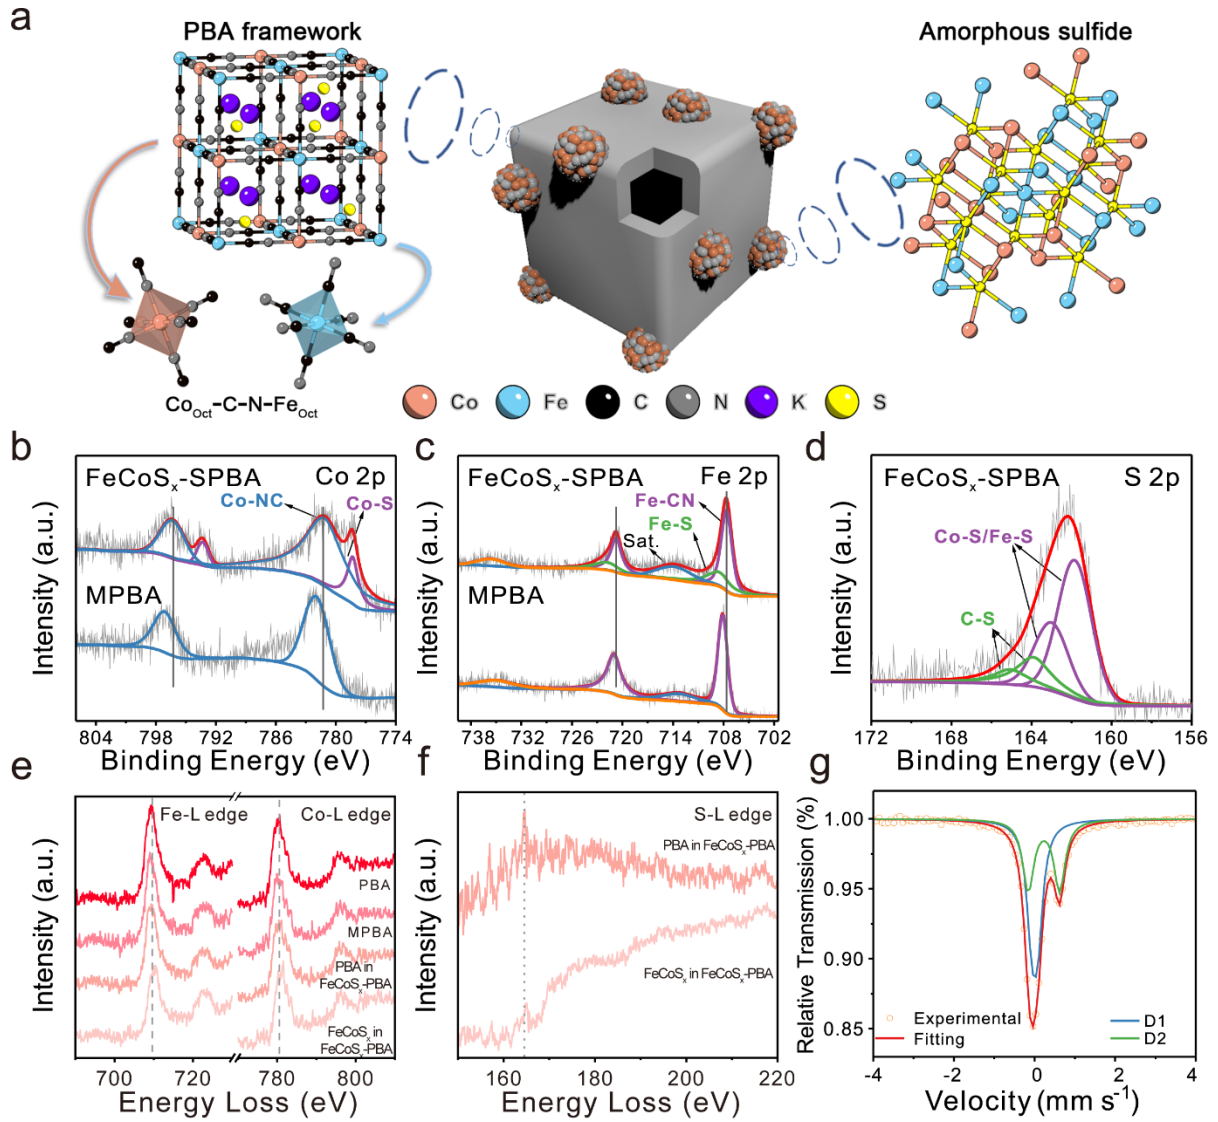 a
PBA framework
Amorphous sulfide
Co_Oct–C–N–Fe_Oct
Co
Fe
C
N
K
S
b
FeCoSₓ-SPBA
Co 2p
Co-NC
Co-S
MPBA
Intensity (a.u.)
804 798 792 786 780 774
Binding Energy (eV)
c
FeCoSₓ-SPBA
Fe 2p
Fe-CN
Fe-S
Sat.
MPBA
Intensity (a.u.)
738 732 726 720 714 708 702
Binding Energy (eV)
d
FeCoSₓ-SPBA
S 2p
Co-S/Fe-S
C-S
Intensity (a.u.)
172 168 164 160 156
Binding Energy (eV)
e
Fe-L edge
Co-L edge
PBA
MPBA
PBA in
FeCoSₓ-PBA
FeCoSₓ in
FeCoSₓ-PBA
Intensity (a.u.)
700 720 780 800
Energy Loss (eV)
f
S-L edge
PBA in FeCoSₓ-PBA
FeCoSₓ in FeCoSₓ-PBA
Intensity (a.u.)
160 180 200 220
Energy Loss (eV)
g
Relative Transmission (%)
1.00
0.95
0.90
0.85
Experimental
Fitting
D1
D2
-4 -2 0 2 4
Velocity (mm s⁻¹)